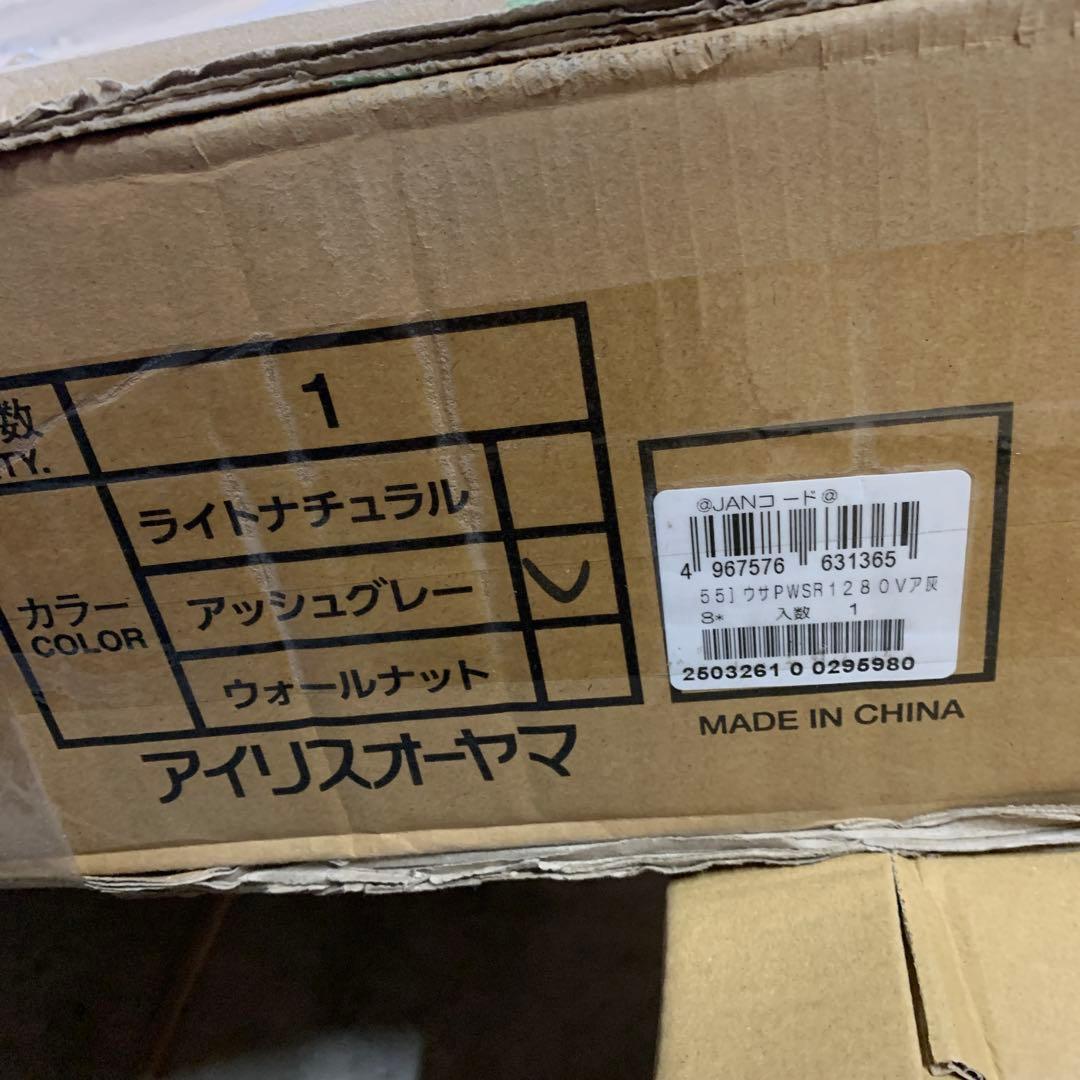 数
1
TY.
ライトナチュラル
カラー
COLOR
アッシュグレー
ウォールナット
アイリスオーヤマ
@JANコード@
4 967576 631365
55] ウサPWSR1280Vア灰
8* 入数 1
2503261 0 0295980
MADE IN CHINA